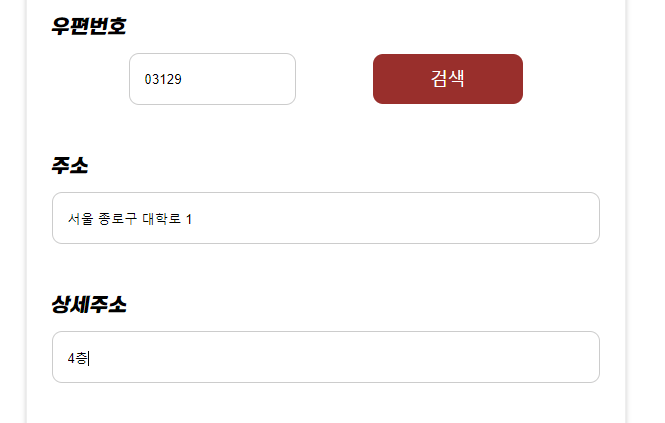 우편번호
03129
검색
주소
서울 종로구 대학로 1
상세주소
4층